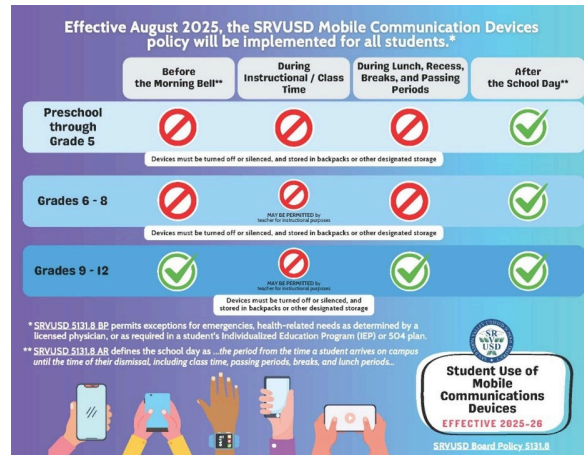 Effective August 2025, the SRVUSD Mobile Communication Devices
policy will be implemented for all students.*
Before
the Morning Bell**
During
Instructional / Class
Time
During Lunch, Recess,
Breaks, and Passing
Periods
After
the School Day**
Preschool
through
Grade 5
Devices must be turned off or silenced, and stored in backpacks or other designated storage
Grades 6 - 8
MAY BE PERMITTED by
teacher for instructional purposes
Devices must be turned off or silenced, and stored in backpacks or other designated storage
Grades 9 - 12
MAY BE PERMITTED by
teacher for instructional purposes
Devices must be turned off or silenced, and
stored in backpacks or other designated storage
* SRVUSD 5131.8 BP permits exceptions for emergencies, health-related needs as determined by a
licensed physician, or as required in a student's Individualized Education Program (IEP) or 504 plan.
** SRVUSD 5131.8 AR defines the school day as ...the period from the time a student arrives on campus
until the time of their dismissal, including class time, passing periods, breaks, and lunch periods...
SR
V
USD
Student Use of
Mobile
Communications
Devices
EFFECTIVE 2025-26
SRVUSD Board Policy 5131.8